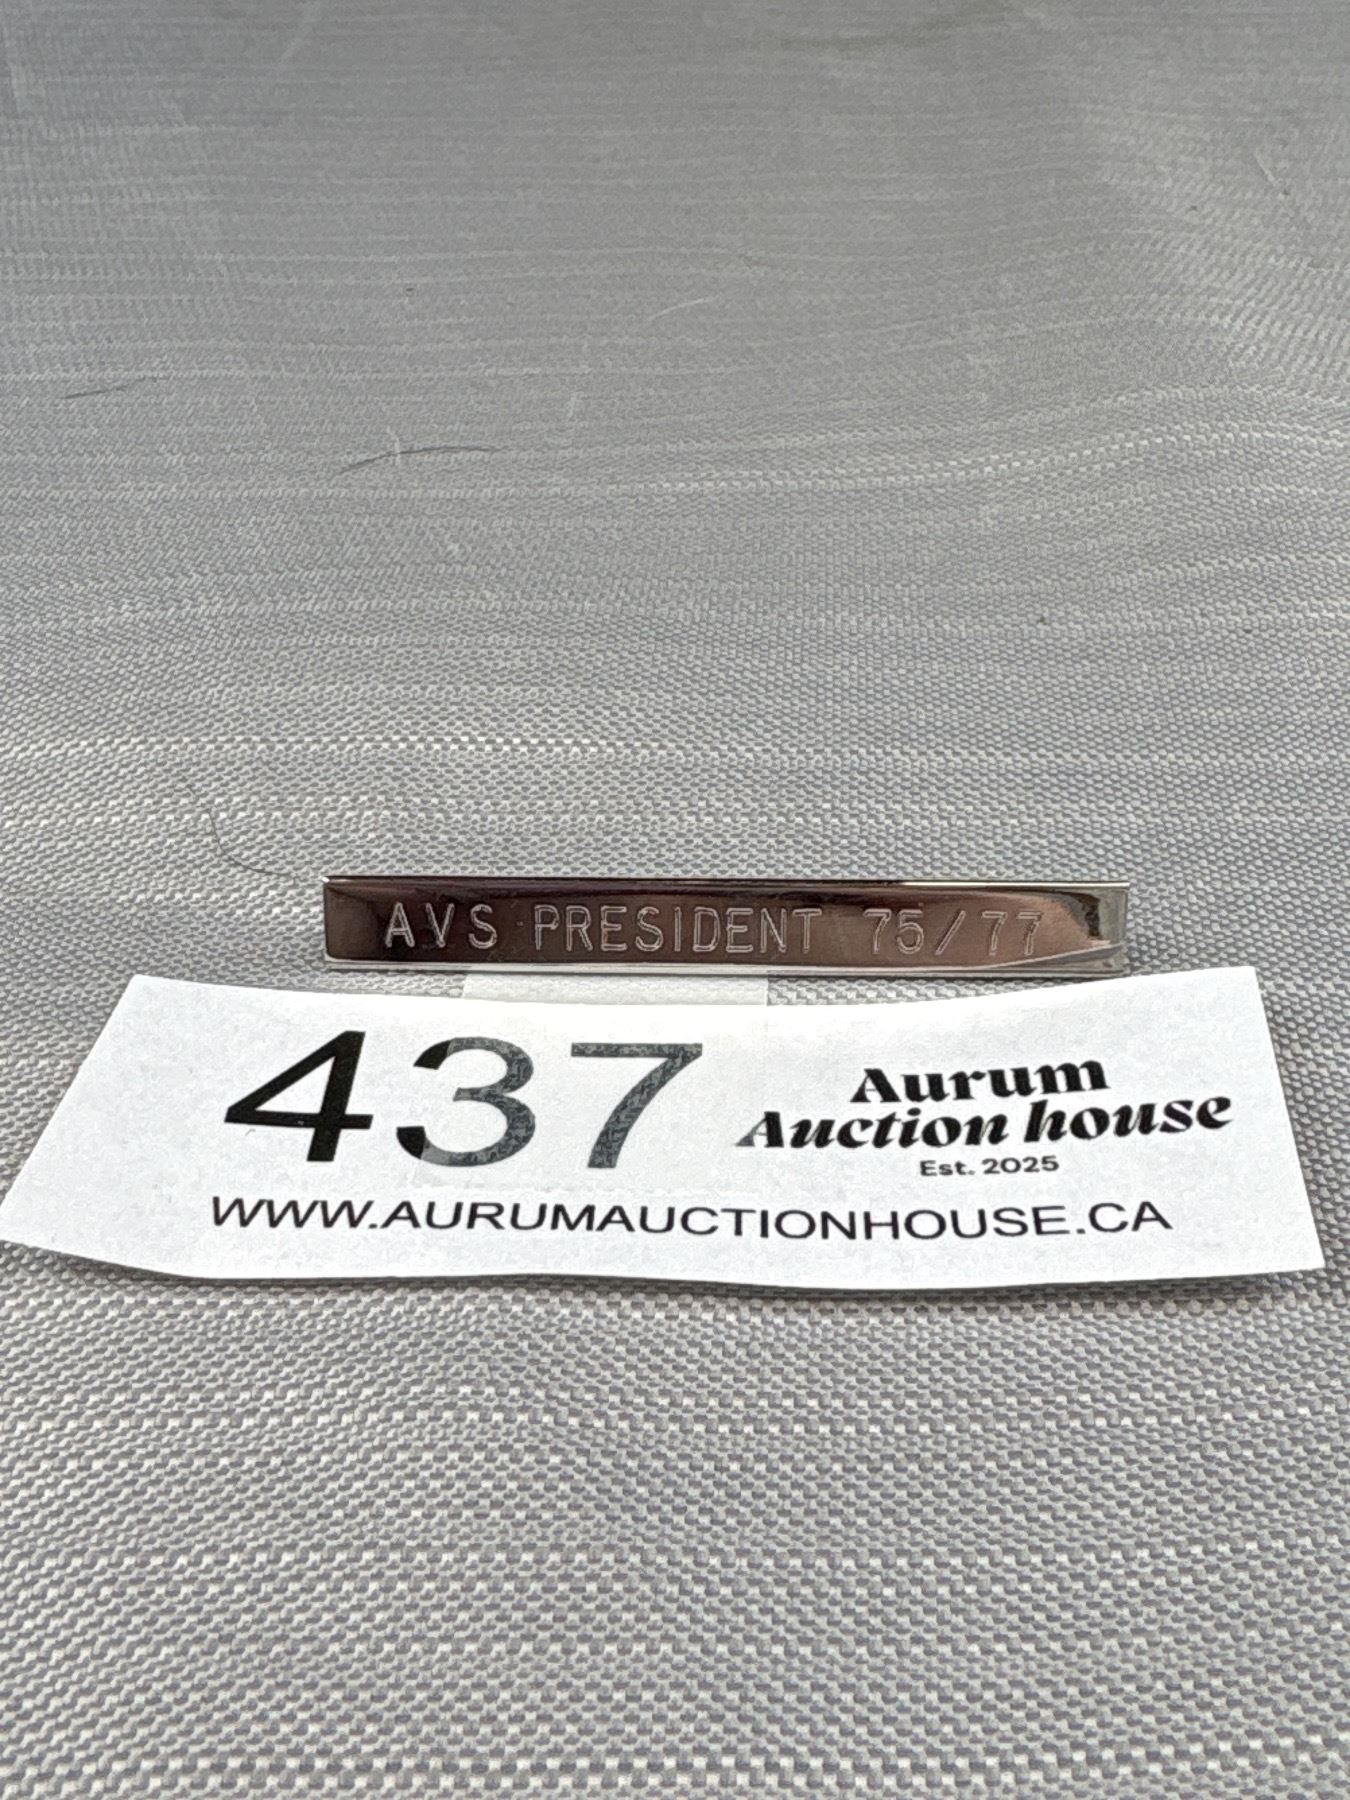 AVS PRESIDENT 75/77
437
Aurum
Auction house
Est. 2025
WWW.AURUMAUCTIONHOUSE.CA